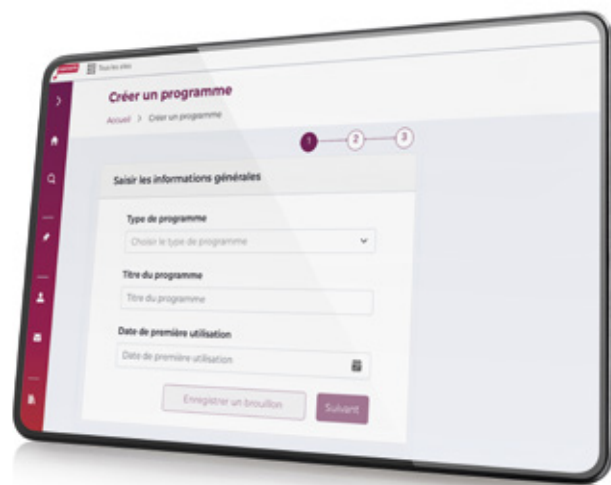 Tous les sites
Créer un programme
Accueil > Créer un programme
1 2 3
Saisir les informations générales
Type de programme
Choisir le type de programme
Titre du programme
Titre du programme
Date de première utilisation
Date de première utilisation
Enregistrer un brouillon Suivant